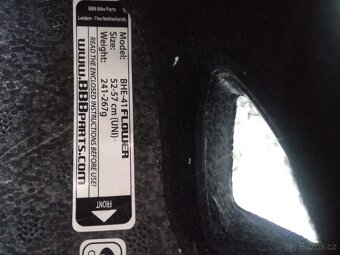 BBB Bike Parts
Leiden - The Netherlands
Model: BHE-41 FLOWER
Size: 52-57 cm (UNI)
Weight: 241-267g
READ THE ENCLOSED INSTRUCTIONS BEFORE USE!
www.BBBPARTS.com
FRONT
Bazos.cz